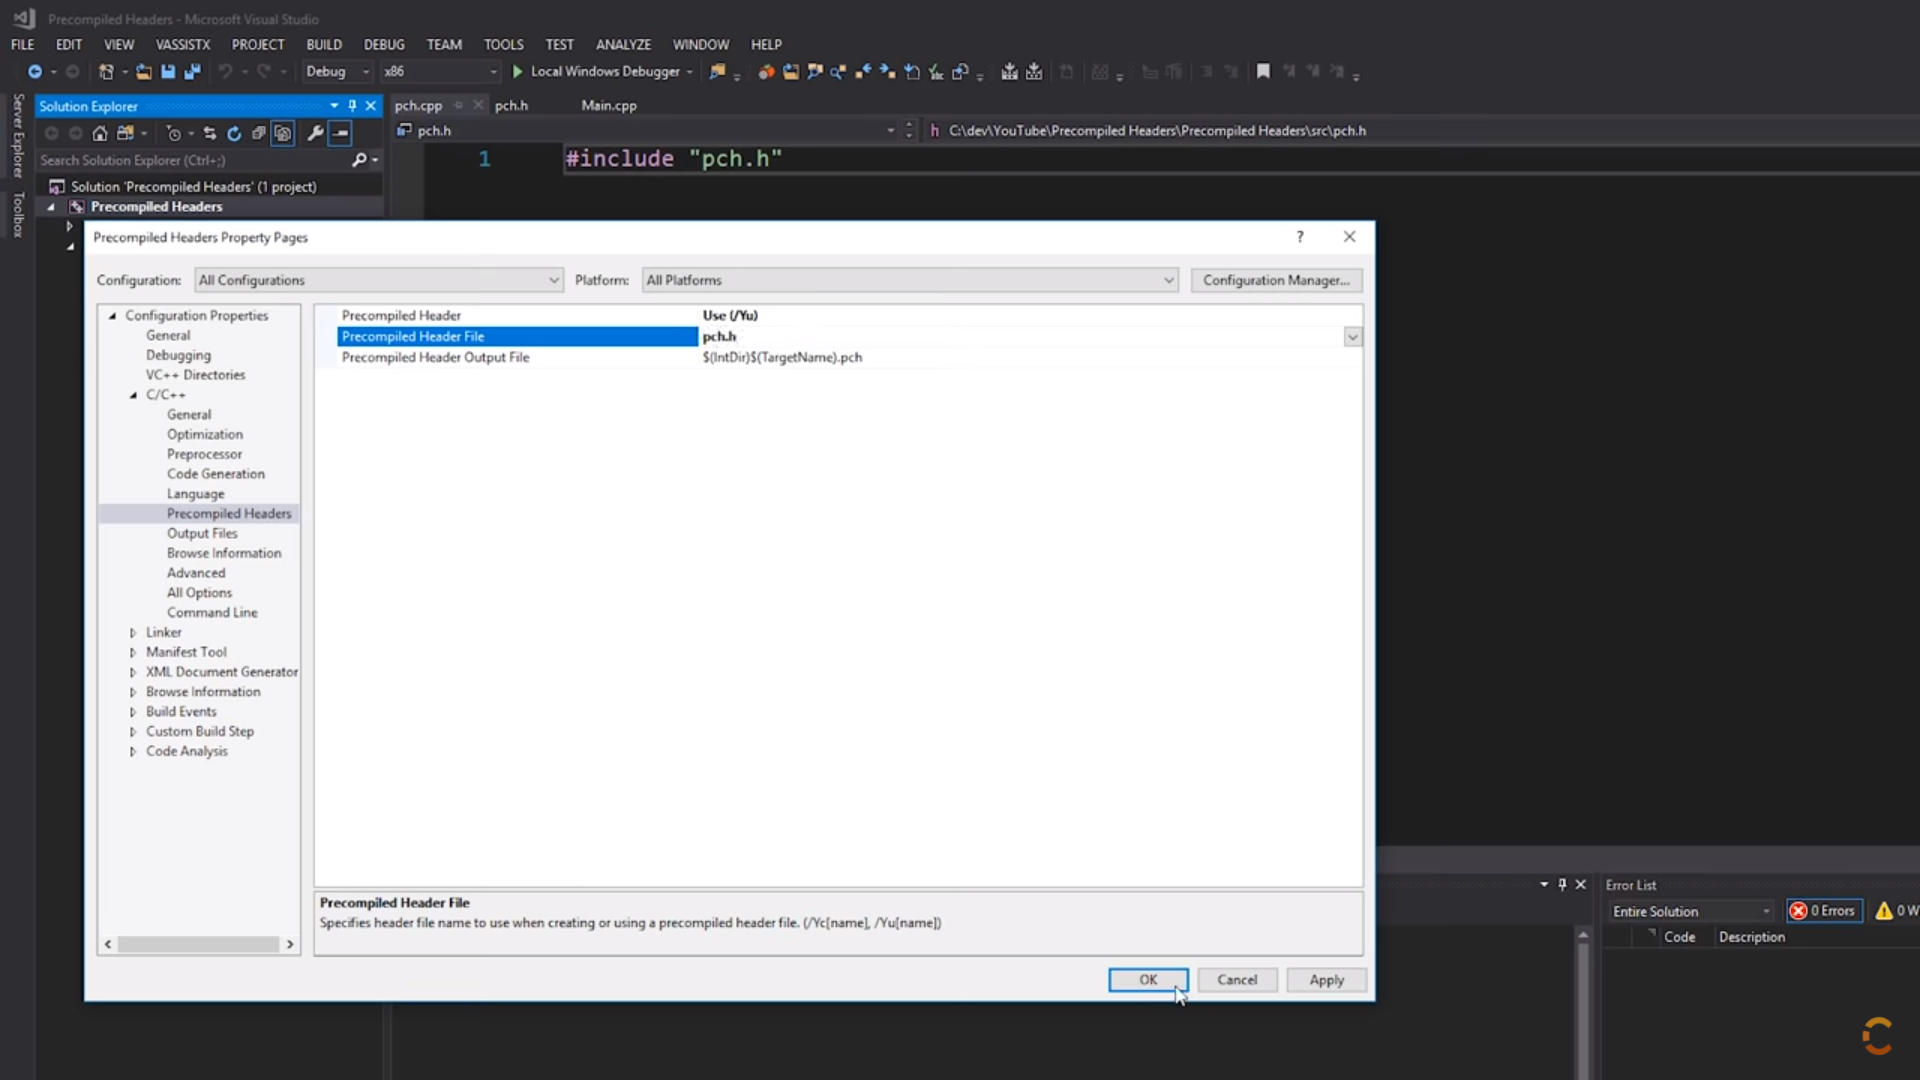 Precompiled Headers - Microsoft Visual Studio
FILE EDIT VIEW VASSISTX PROJECT BUILD DEBUG TEAM TOOLS TEST ANALYZE WINDOW HELP
Debug x86 Local Windows Debugger
Server Explorer
Toolbox
Solution Explorer
Search Solution Explorer (Ctrl+;)
Solution 'Precompiled Headers' (1 project)
Precompiled Headers
pch.cpp pch.h Main.cpp
pch.h h C:\dev\YouTube\Precompiled Headers\Precompiled Headers\src\pch.h
1 #include "pch.h"
Precompiled Headers Property Pages ?
Configuration: All Configurations Platform: All Platforms Configuration Manager...
Configuration Properties
General
Debugging
VC++ Directories
C/C++
General
Optimization
Preprocessor
Code Generation
Language
Precompiled Headers
Output Files
Browse Information
Advanced
All Options
Command Line
Linker
Manifest Tool
XML Document Generator
Browse Information
Build Events
Custom Build Step
Code Analysis
Precompiled Header Use (/Yu)
Precompiled Header File pch.h
Precompiled Header Output File $(IntDir)$(TargetName).pch
Precompiled Header File
Specifies header file name to use when creating or using a precompiled header file. (/Yc[name], /Yu[name])
OK Cancel Apply
Error List
Entire Solution 0 Errors 0 W
Code Description